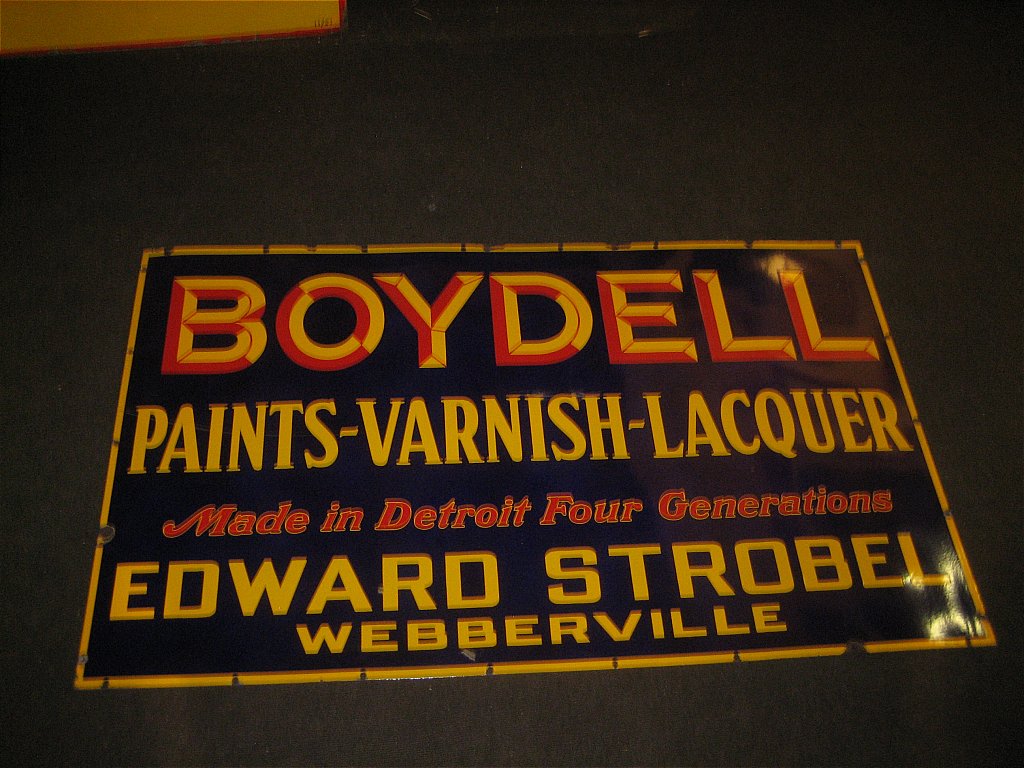 BOYDELL
PAINTS-VARNISH-LACQUER
Made in Detroit Four Generations
EDWARD STROBEL
WEBBERVILLE